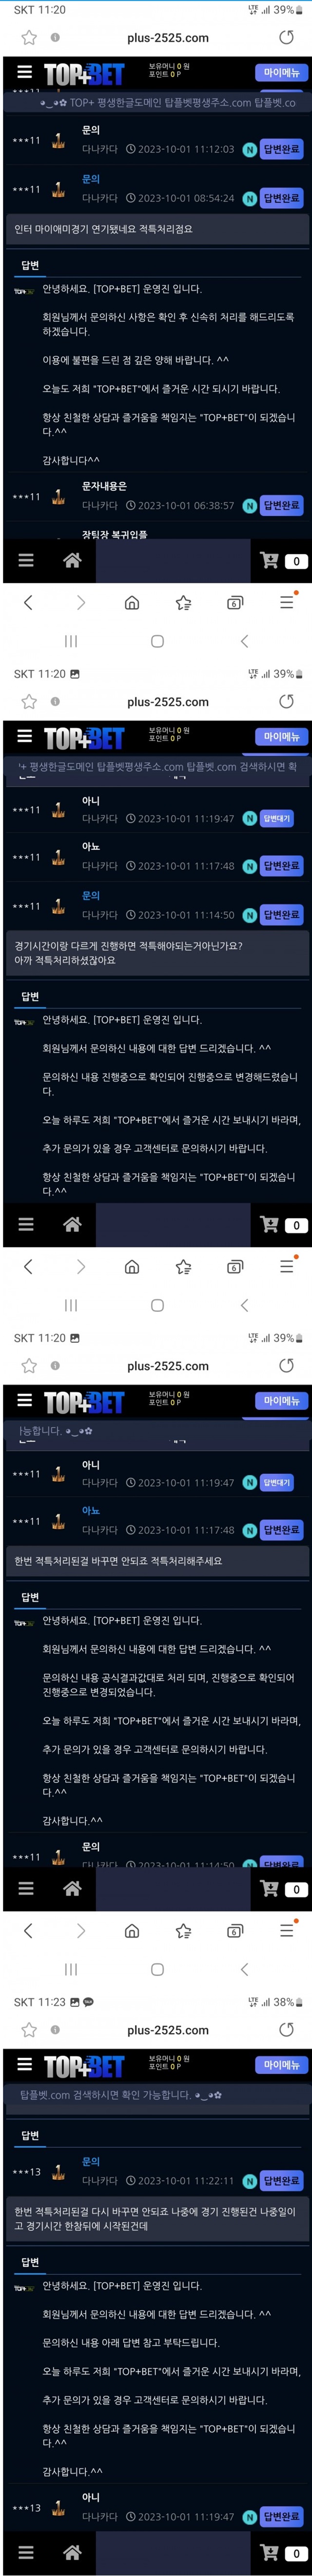 SKT 11:20 LTE 39%
plus-2525.com
TOP+BET 보유머니 0 원 마이메뉴
포인트 0 P
◕‿◕✿ TOP+ 평생한글도메인 탑플벳평생주소.com 탑플벳.co
문의
***11 다나카다 2023-10-01 11:12:03 N 답변완료
문의
***11 다나카다 2023-10-01 08:54:24 N 답변완료
인터 마이애미경기 연기됐네요 적특처리점요
답변
TOP+BET 안녕하세요. [TOP+BET] 운영진 입니다.
회원님께서 문의하신 사항은 확인 후 신속히 처리를 해드리도록
하겠습니다.
이용에 불편을 드린 점 깊은 양해 바랍니다. ^^
오늘도 저희 "TOP+BET"에서 즐거운 시간 되시기 바랍니다.
항상 친절한 상담과 즐거움을 책임지는 "TOP+BET"이 되겠습니
다.^^
감사합니다^^
문자내용은
***11 다나카다 2023-10-01 06:38:57 N 답변완료
장팀장 복귀입플
0
6
SKT 11:20 LTE 39%
plus-2525.com
TOP+BET 보유머니 0 원 마이메뉴
포인트 0 P
'+ 평생한글도메인 탑플벳평생주소.com 탑플벳.com 검색하시면 확
아니
***11 다나카다 2023-10-01 11:19:47 N 답변대기
아뇨
***11 다나카다 2023-10-01 11:17:48 N 답변완료
문의
***11 다나카다 2023-10-01 11:14:50 N 답변완료
경기시간이랑 다르게 진행하면 적특해야되는거아닌가요?
아까 적특처리하셨잖아요
답변
TOP+BET 안녕하세요. [TOP+BET] 운영진 입니다.
회원님께서 문의하신 내용에 대한 답변 드리겠습니다. ^^
문의하신 내용 진행중으로 확인되어 진행중으로 변경해드렸습니
다.
오늘 하루도 저희 "TOP+BET"에서 즐거운 시간 보내시기 바라며,
추가 문의가 있을 경우 고객센터로 문의하시기 바랍니다.
항상 친절한 상담과 즐거움을 책임지는 "TOP+BET"이 되겠습니
다.^^
0
6
SKT 11:20 LTE 39%
plus-2525.com
TOP+BET 보유머니 0 원 마이메뉴
포인트 0 P
능합니다. ◕‿◕✿
아니
***11 다나카다 2023-10-01 11:19:47 N 답변대기
아뇨
***11 다나카다 2023-10-01 11:17:48 N 답변완료
한번 적특처리된걸 바꾸면 안되죠 적특처리해주세요
답변
TOP+BET 안녕하세요. [TOP+BET] 운영진 입니다.
회원님께서 문의하신 내용에 대한 답변 드리겠습니다. ^^
문의하신 내용 공식결과값대로 처리 되며, 진행중으로 확인되어
진행중으로 변경되었습니다.
오늘 하루도 저희 "TOP+BET"에서 즐거운 시간 보내시기 바라며,
추가 문의가 있을 경우 고객센터로 문의하시기 바랍니다.
항상 친절한 상담과 즐거움을 책임지는 "TOP+BET"이 되겠습니
다.^^
감사합니다.^^
문의
***11 다나카다 2023-10-01 11:14:50 N 답변완료
0
6
SKT 11:23 LTE 38%
plus-2525.com
TOP+BET 보유머니 0 원 마이메뉴
포인트 0 P
탑플벳.com 검색하시면 확인 가능합니다. ◕‿◕✿
답변
문의
***13 다나카다 2023-10-01 11:22:11 N 답변완료
한번 적특처리된걸 다시 바꾸면 안되죠 나중에 경기 진행된건 나중일이
고 경기시간 한참뒤에 시작된건데
답변
TOP+BET 안녕하세요. [TOP+BET] 운영진 입니다.
회원님께서 문의하신 내용에 대한 답변 드리겠습니다. ^^
문의하신 내용 아래 답변 참고 부탁드립니다.
오늘 하루도 저희 "TOP+BET"에서 즐거운 시간 보내시기 바라며,
추가 문의가 있을 경우 고객센터로 문의하시기 바랍니다.
항상 친절한 상담과 즐거움을 책임지는 "TOP+BET"이 되겠습니
다.^^
감사합니다.^^
아니
***13 다나카다 2023-10-01 11:19:47 N 답변완료
0